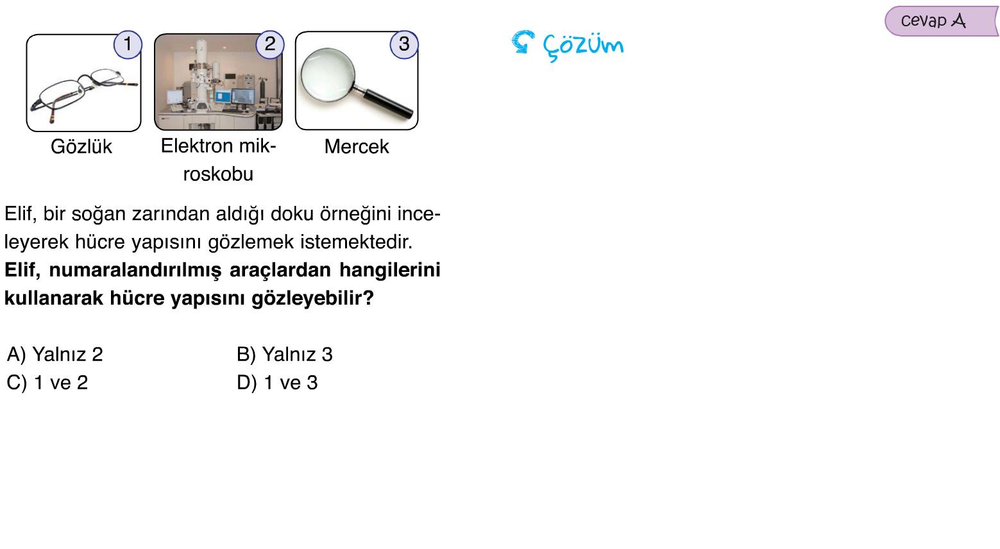 1
2
3
Gözlük
Elektron mik-
roskobu
Mercek
Elif, bir soğan zarından aldığı doku örneğini ince-
leyerek hücre yapısını gözlemek istemektedir.
Elif, numaralandırılmış araçlardan hangilerini
kullanarak hücre yapısını gözleyebilir?
A) Yalnız 2
B) Yalnız 3
C) 1 ve 2
D) 1 ve 3
Çözüm
cevap A